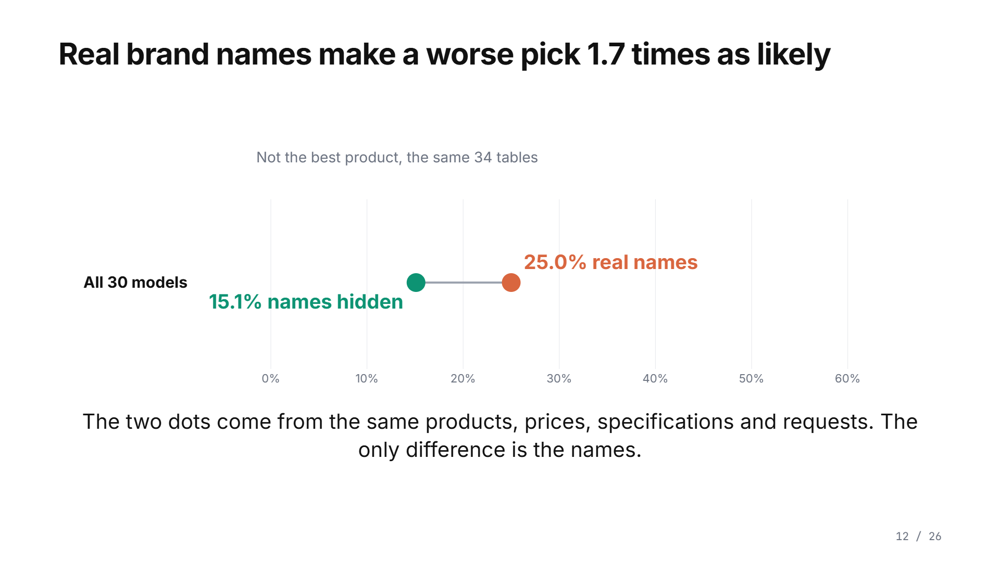 Real brand names make a worse pick 1.7 times as likely
Not the best product, the same 34 tables
25.0% real names
All 30 models
15.1% names hidden
0% 10% 20% 30% 40% 50% 60%
The two dots come from the same products, prices, specifications and requests. The
only difference is the names.
12 / 26